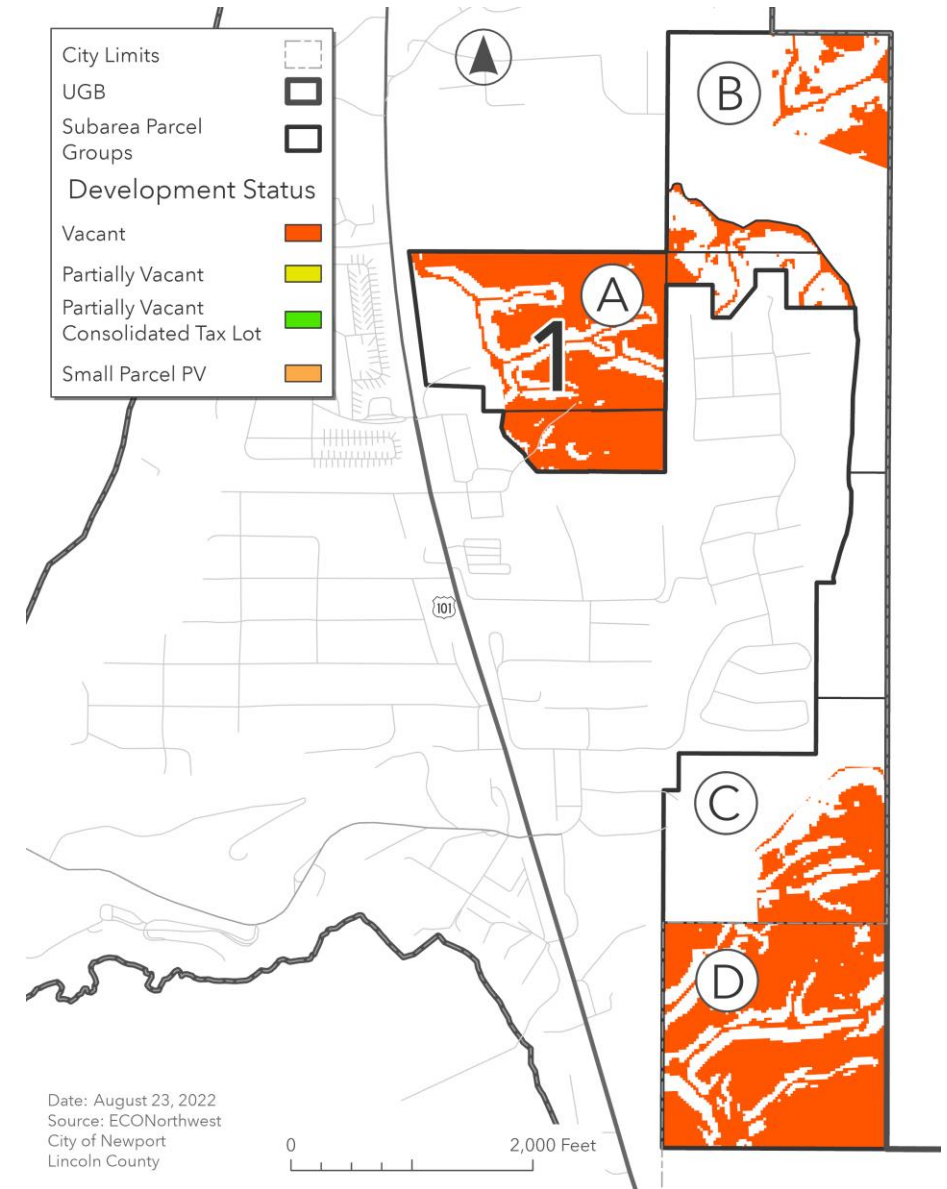 City Limits
UGB
Subarea Parcel
Groups
Development Status
Vacant
Partially Vacant
Partially Vacant
Consolidated Tax Lot
Small Parcel PV
B
A
1
101
C
D
Date: August 23, 2022
Source: ECONorthwest
City of Newport
Lincoln County
0
2,000 Feet